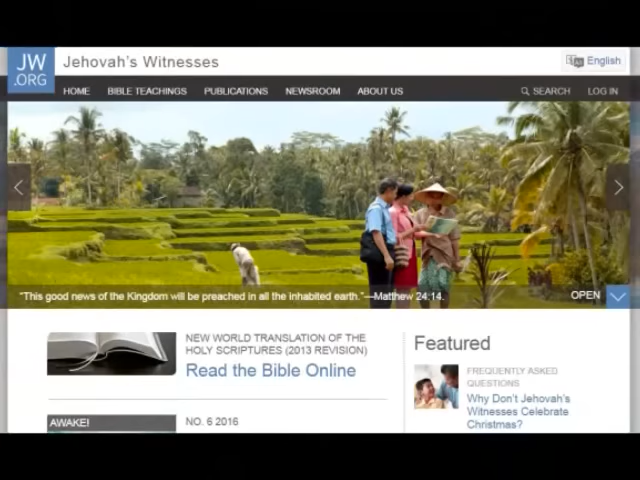 JW
.ORG
Jehovah's Witnesses
English
HOME BIBLE TEACHINGS PUBLICATIONS NEWSROOM ABOUT US SEARCH LOG IN
"This good news of the Kingdom will be preached in all the inhabited earth."—Matthew 24:14.
OPEN
NEW WORLD TRANSLATION OF THE
HOLY SCRIPTURES (2013 REVISION)
Read the Bible Online
AWAKE!
NO. 6 2016
Featured
FREQUENTLY ASKED
QUESTIONS
Why Don't Jehovah's
Witnesses Celebrate
Christmas?